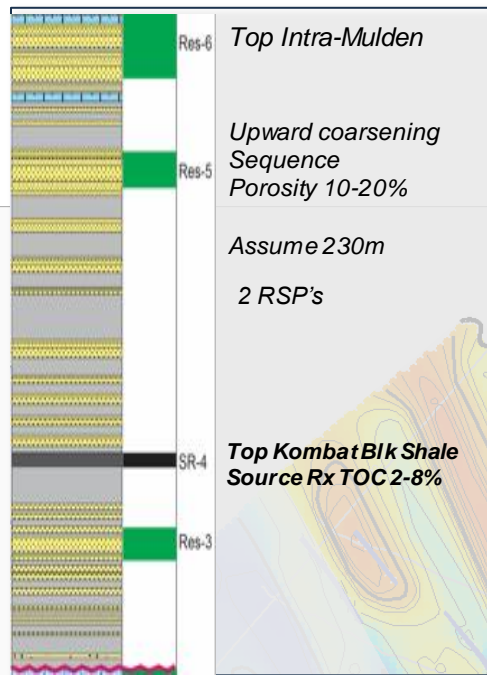 Res-6
Top Intra-Mulden
Upward coarsening
Sequence
Porosity 10-20%
Res-5
Assume 230m
2 RSP's
Top Kombat Blk Shale
Source Rx TOC 2-8%
SR-4
Res-3